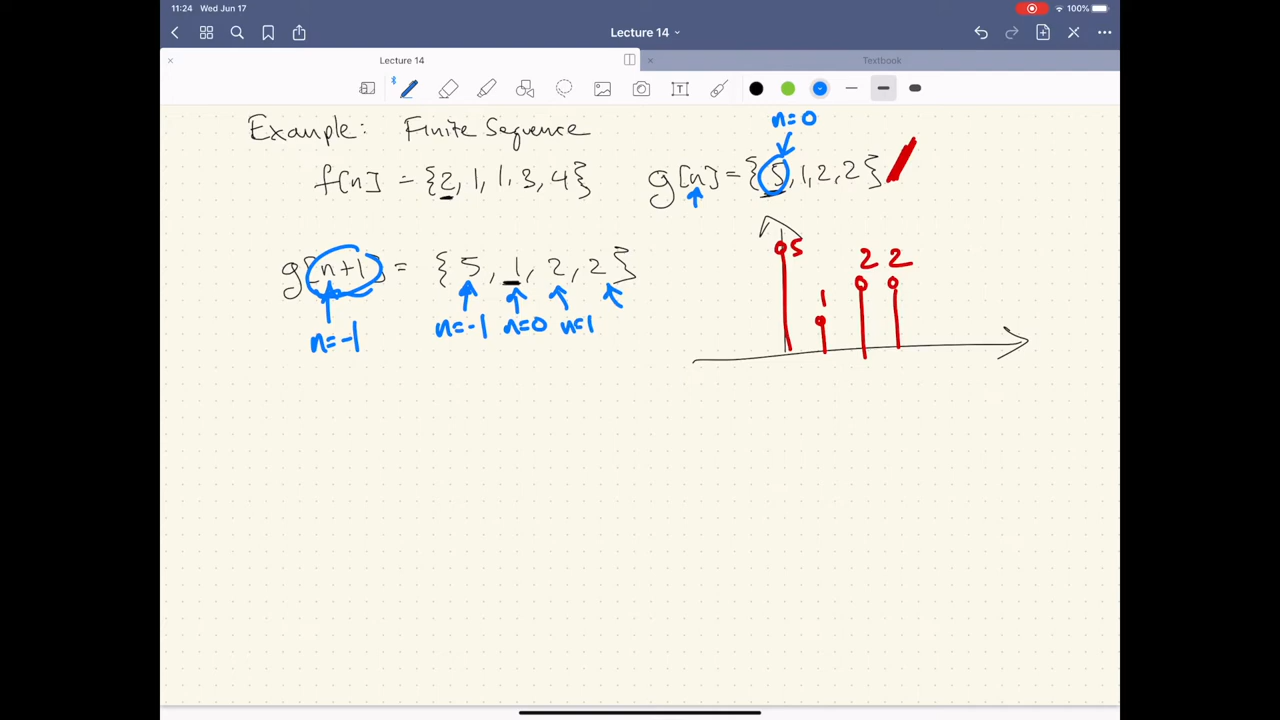 11:24 Wed Jun 17 100%
Lecture 14
Lecture 14 Textbook
n=0
Example: Finite Sequence
f[n] = {2, 1, 1, 3, 4} g[n] = {5, 1, 2, 2}
g[n+1] = {5, 1, 2, 2}
n=-1 n=-1 n=0 n=1
5 1 2 2